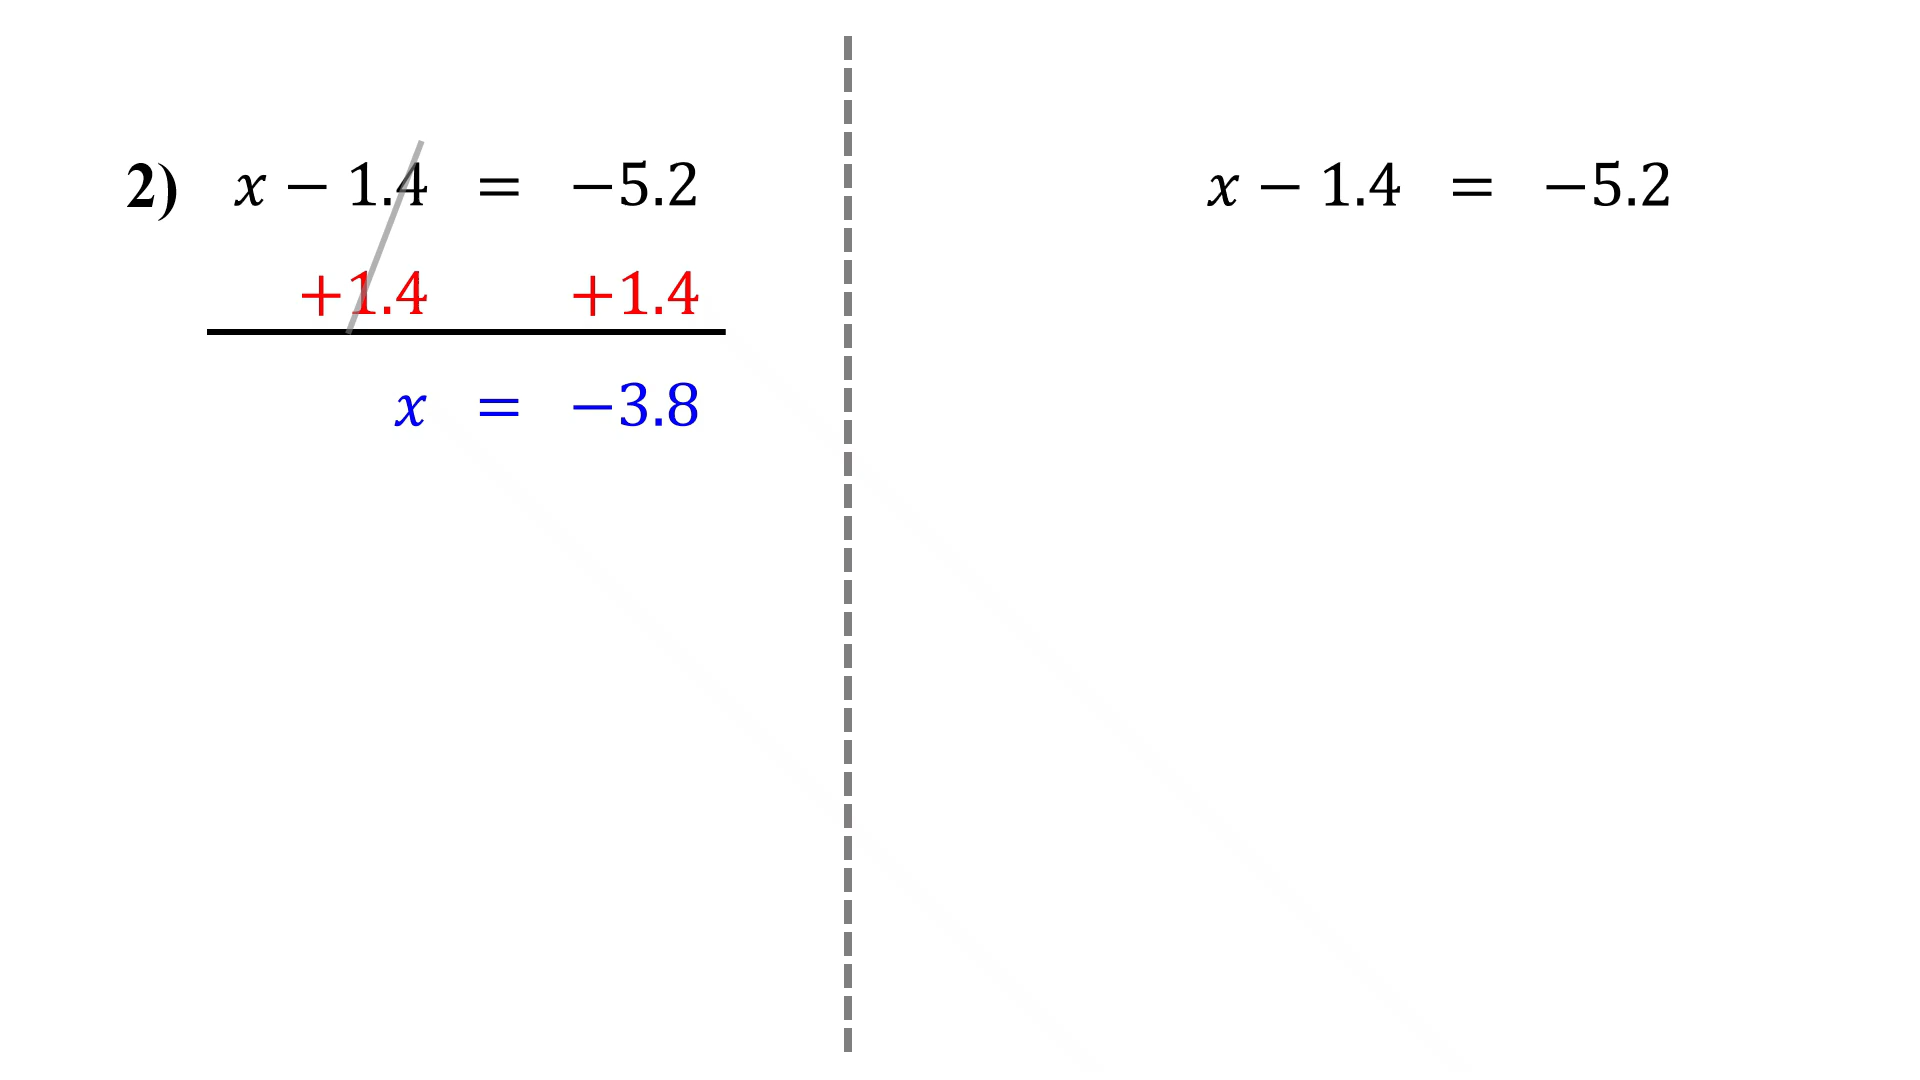 2) x − 1.4 = −5.2
+1.4 +1.4
x = −3.8
x − 1.4 = −5.2